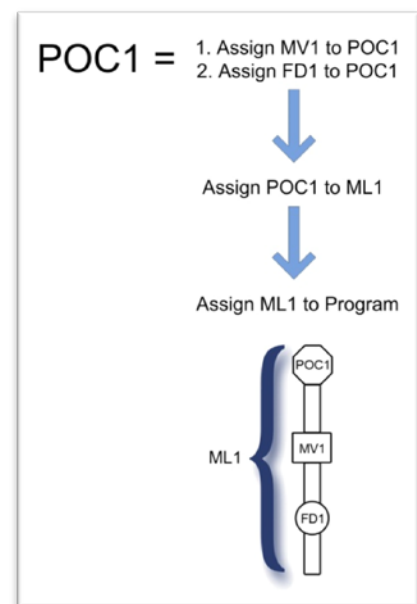 POC1 =
1. Assign MV1 to POC1
2. Assign FD1 to POC1
Assign POC1 to ML1
Assign ML1 to Program
POC1
ML1
MV1
FD1